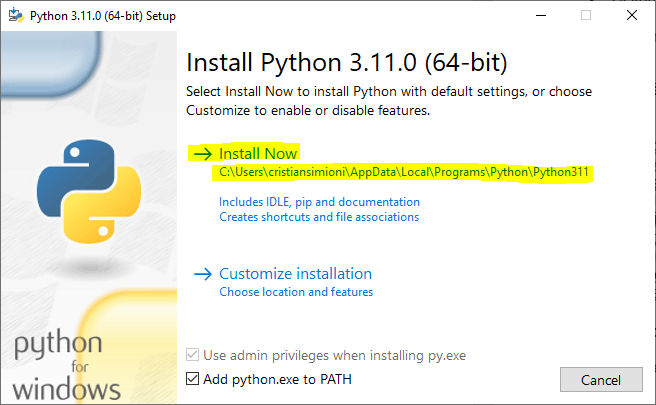 Python 3.11.0 (64-bit) Setup
Install Python 3.11.0 (64-bit)
Select Install Now to install Python with default settings, or choose
Customize to enable or disable features.
Install Now
C:\Users\cristiansimioni\AppData\Local\Programs\Python\Python311
Includes IDLE, pip and documentation
Creates shortcuts and file associations
Customize installation
Choose location and features
python
for
windows
Use admin privileges when installing py.exe
Add python.exe to PATH
Cancel